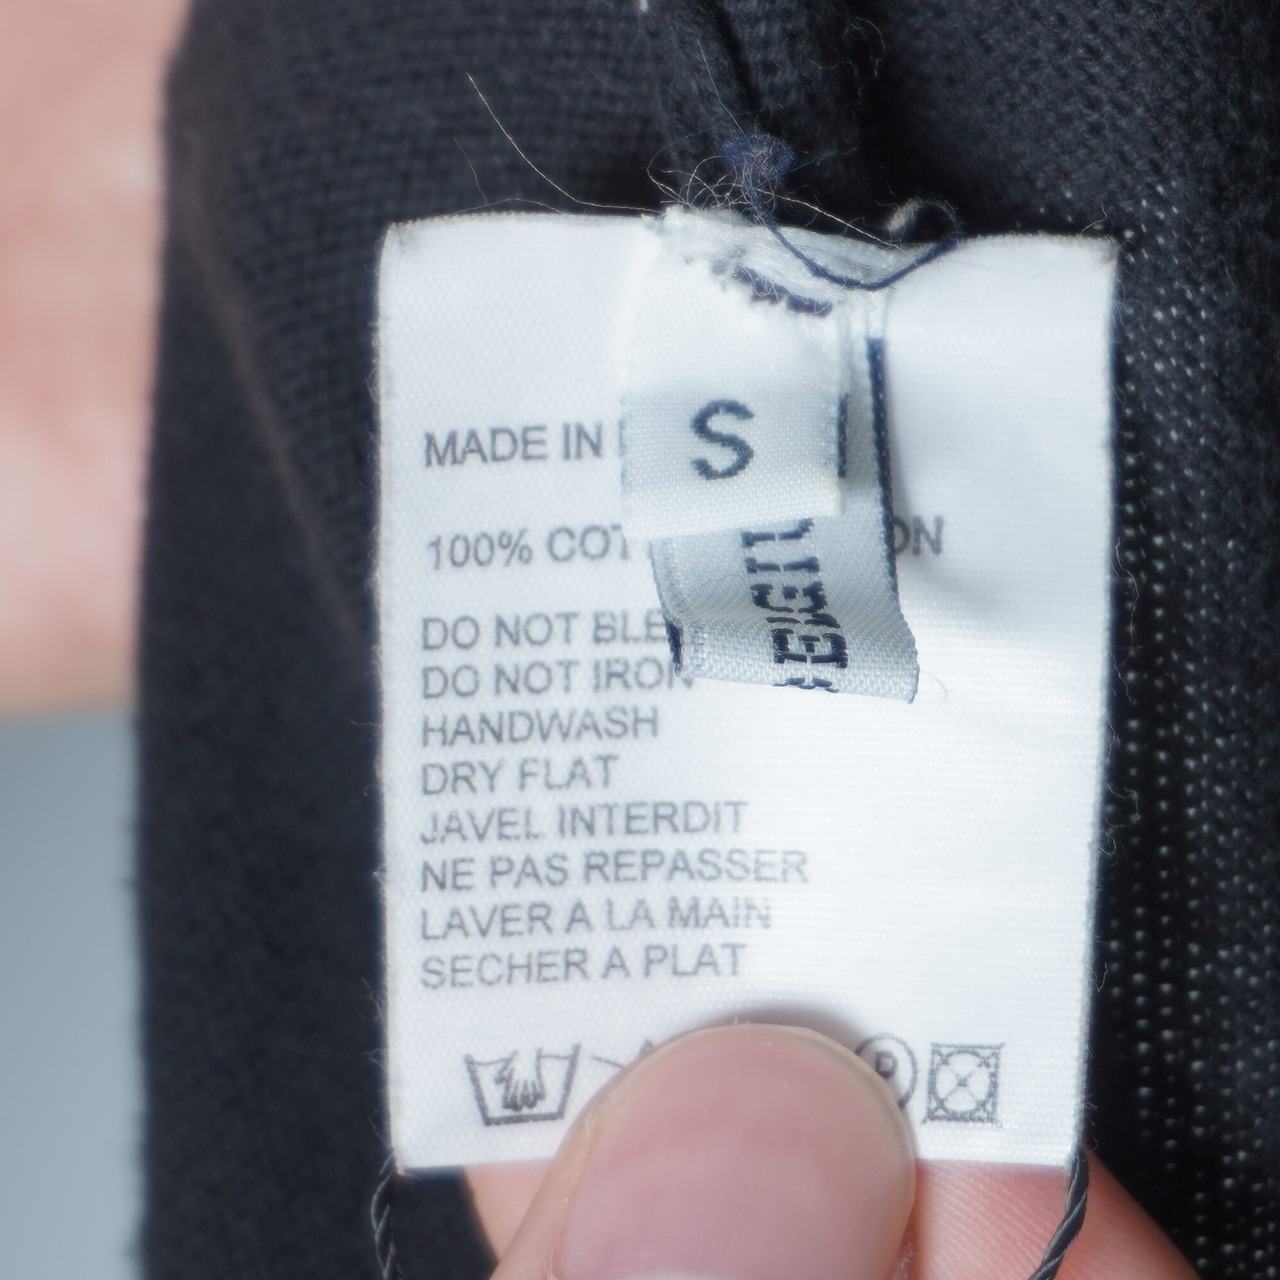 S
MADE IN
100% COT ON
DO NOT BLE
DO NOT IRON
HANDWASH
DRY FLAT
JAVEL INTERDIT
NE PAS REPASSER
LAVER A LA MAIN
SECHER A PLAT
P